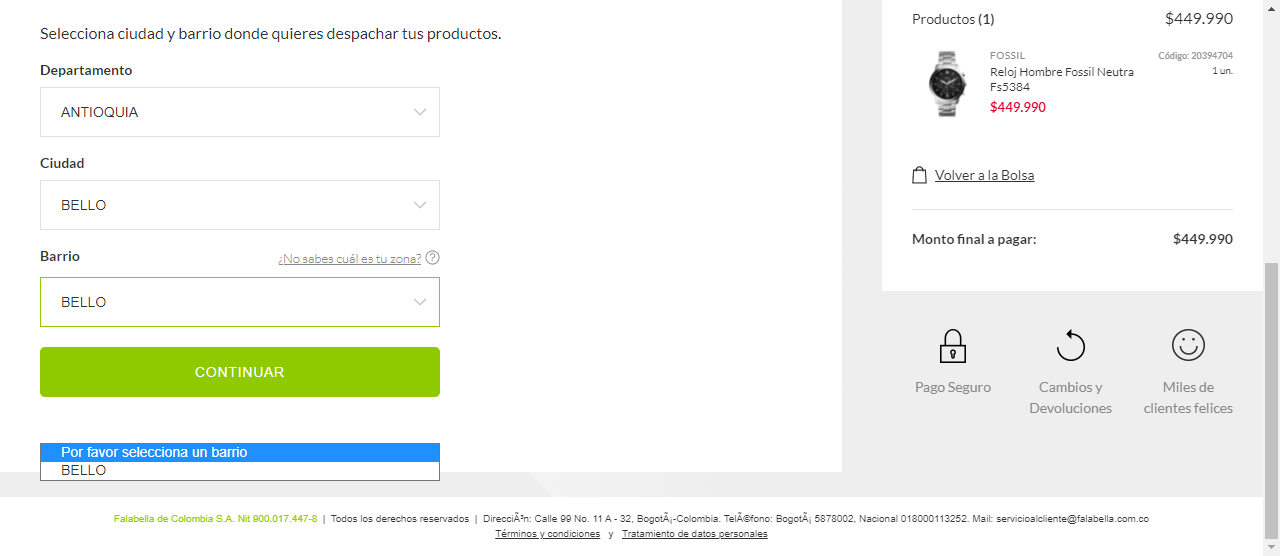 Selecciona ciudad y barrio donde quieres despachar tus productos.
Departamento
ANTIOQUIA
Ciudad
BELLO
Barrio
¿No sabes cuál es tu zona?
BELLO
CONTINUAR
Por favor selecciona un barrio
BELLO
Productos (1) $449.990
FOSSIL Código: 20394704
Reloj Hombre Fossil Neutra 1 un.
Fs5384
$449.990
Volver a la Bolsa
Monto final a pagar: $449.990
Pago Seguro
Cambios y
Devoluciones
Miles de
clientes felices
Falabella de Colombia S.A. Nit 900.017.447-8 | Todos los derechos reservados | DirecciÃ³n: Calle 99 No. 11 A - 32, BogotÃ¡-Colombia. TelÃ©fono: BogotÃ¡ 5878002, Nacional 018000113252. Mail: servicioalcliente@falabella.com.co
Términos y condiciones y Tratamiento de datos personales